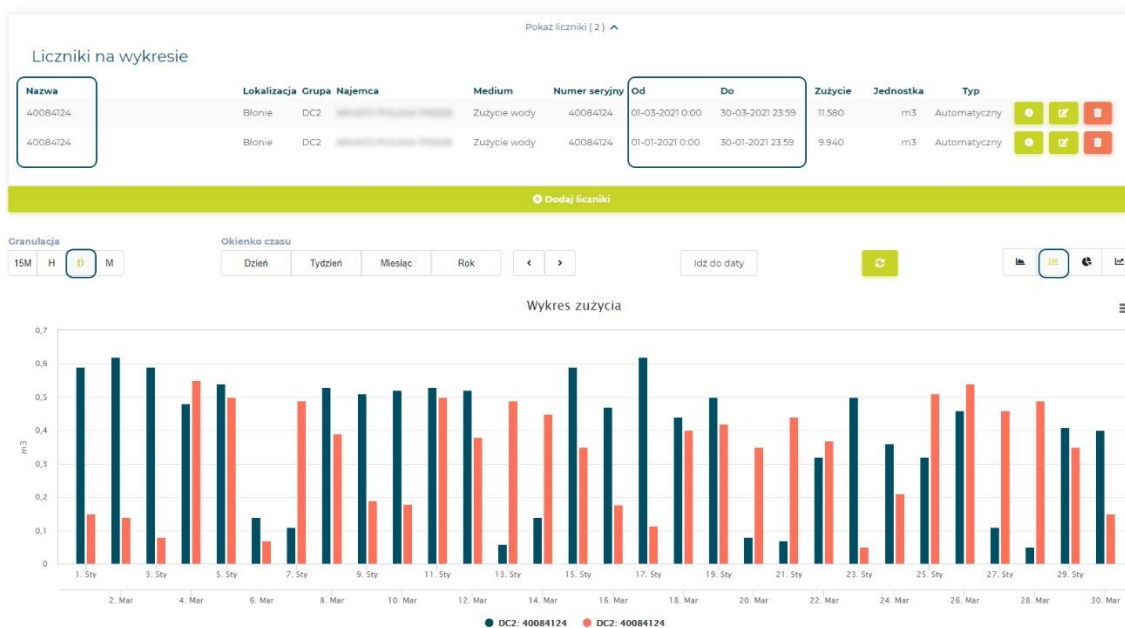 Pokaż liczniki ( 2 )
Liczniki na wykresie
Nazwa Lokalizacja Grupa Najemca Medium Numer seryjny Od Do Zużycie Jednostka Typ
40084124 Błonie DC2 Zużycie wody 40084124 01-03-2021 0:00 30-03-2021 23:59 11.580 m3 Automatyczny
40084124 Błonie DC2 Zużycie wody 40084124 01-01-2021 0:00 30-01-2021 23:59 9.940 m3 Automatyczny
Dodaj liczniki
Granulacja Okienko czasu
15M H D M Dzień Tydzień Miesiąc Rok Idź do daty
Wykres zużycia
0,7
0,6
0,5
0,4
m3
0,3
0,2
0,1
0
1. Sty 3. Sty 5. Sty 7. Sty 9. Sty 11. Sty 13. Sty 15. Sty 17. Sty 19. Sty 21. Sty 23. Sty 25. Sty 27. Sty 29. Sty
2. Mar 4. Mar 6. Mar 8. Mar 10. Mar 12. Mar 14. Mar 16. Mar 18. Mar 20. Mar 22. Mar 24. Mar 26. Mar 28. Mar 30. Mar
DC2: 40084124 DC2: 40084124